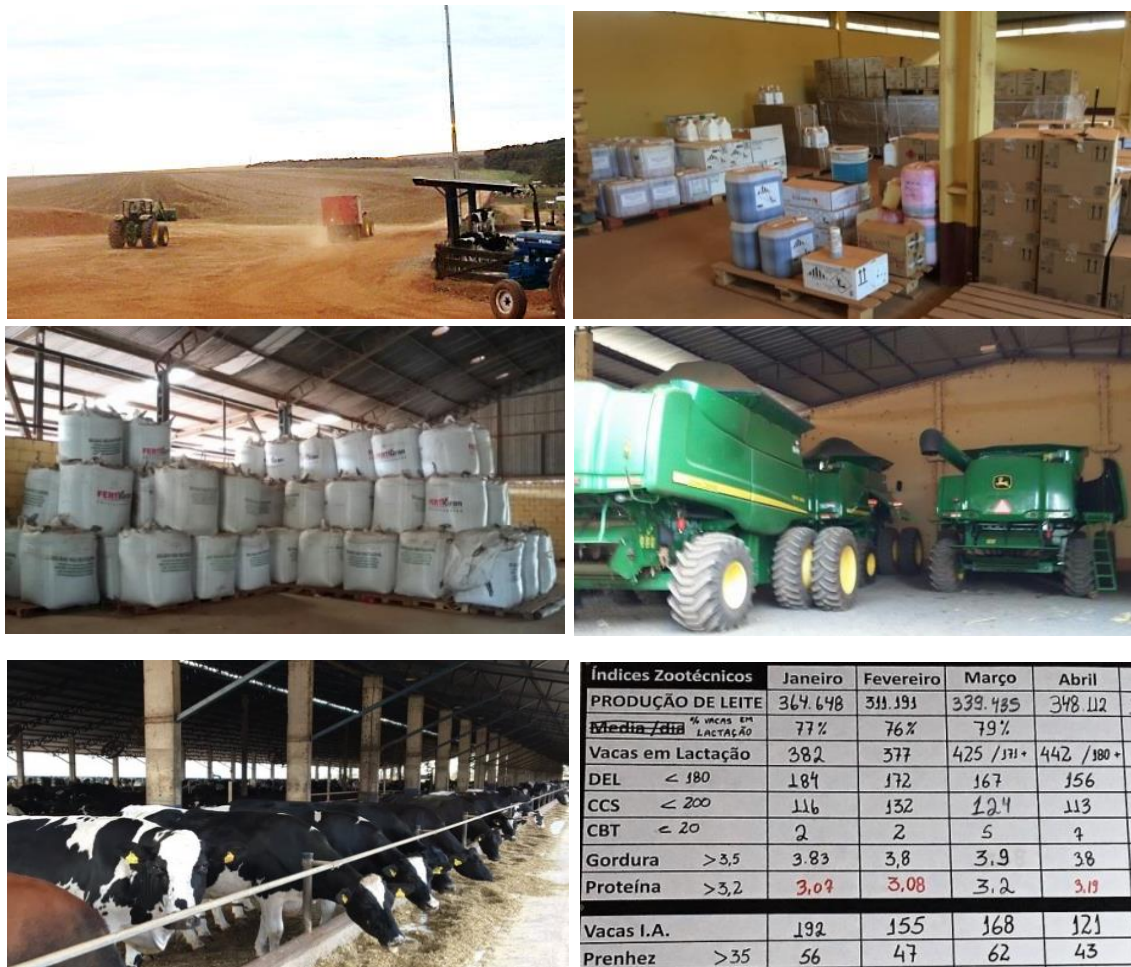 FORD
FERTIGran
FERTIGran
FERTIGran
Índices Zootécnicos Janeiro Fevereiro Março Abril
PRODUÇÃO DE LEITE 364.648 311.191 339.435 348.112
Media/dia % VACAS EM LACTAÇÃO 77% 76% 79%
Vacas em Lactação 382 377 425 /171+ 442 /180+
DEL < 180 184 172 167 156
CCS < 200 116 132 124 113
CBT < 20 2 2 5 7
Gordura >3,5 3.83 3,8 3.9 38
Proteína >3,2 3,07 3,08 3,2 3,19
Vacas I.A. 192 155 168 121
Prenhez >35 56 47 62 43